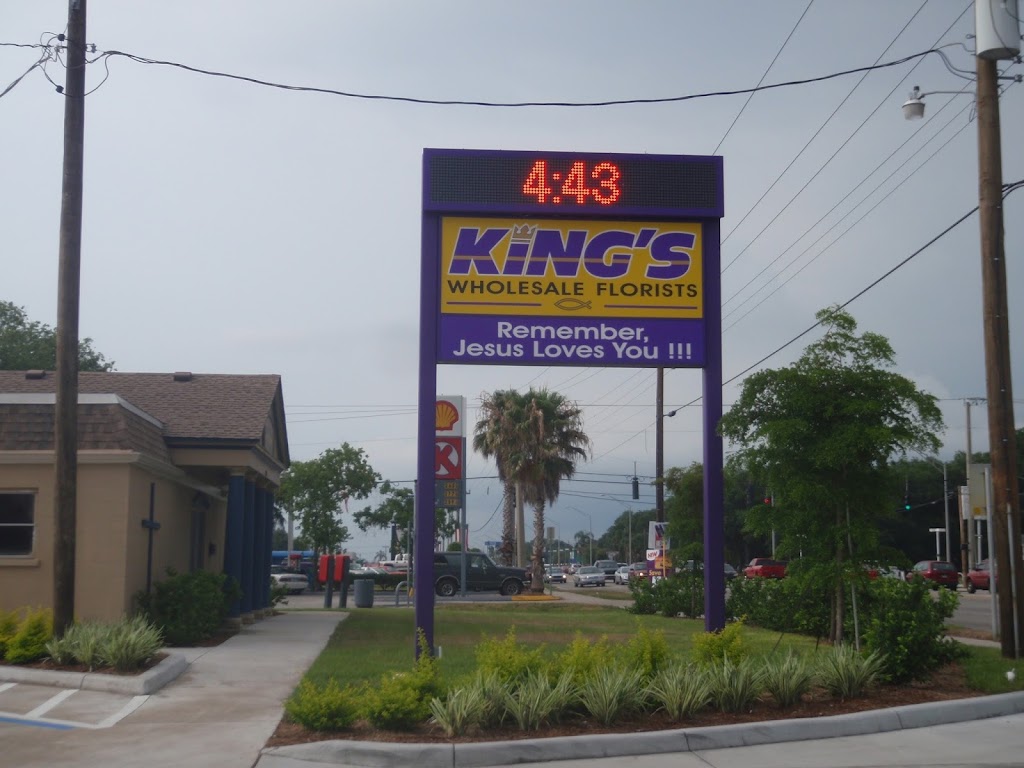 4:43
KiNG'S
WHOLESALE FLORISTS
Remember,
Jesus Loves You !!!
K